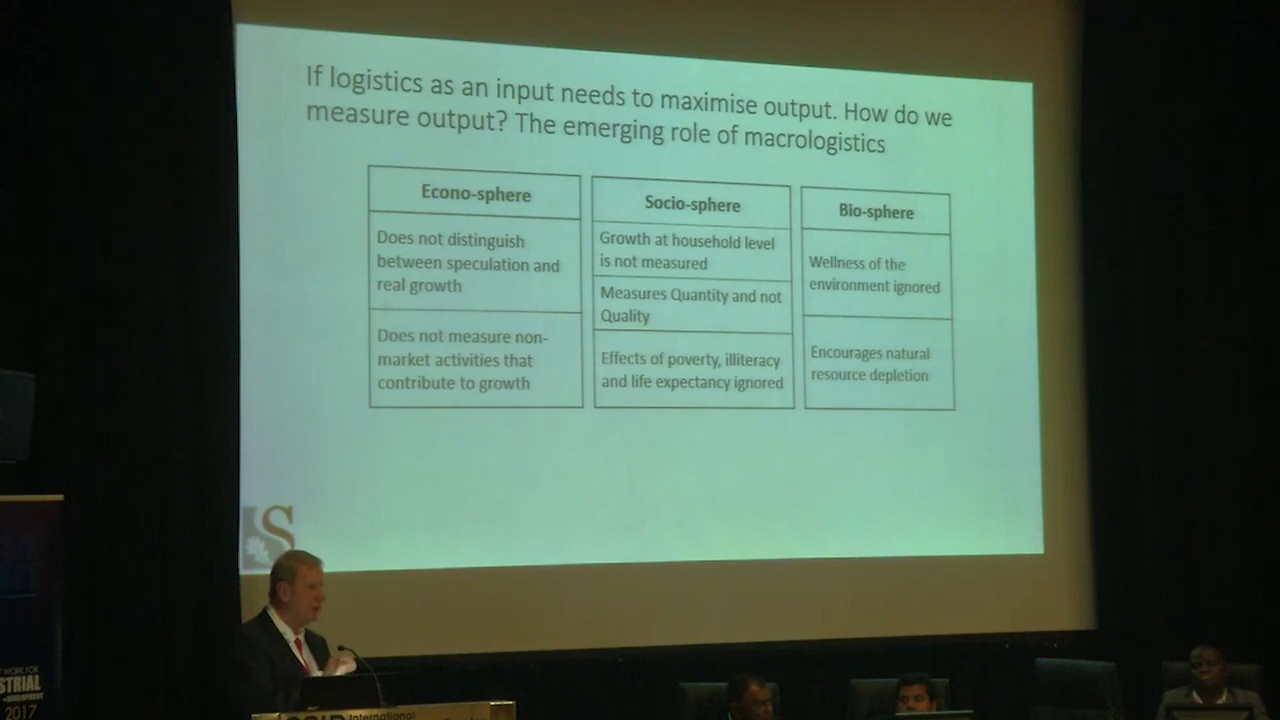 If logistics as an input needs to maximise output. How do we
measure output? The emerging role of macrologistics
Econo-sphere
Does not distinguish
between speculation and
real growth
Does not measure non-
market activities that
contribute to growth
Socio-sphere
Growth at household level
is not measured
Measures Quantity and not
Quality
Effects of poverty, illiteracy
and life expectancy ignored
Bio-sphere
Wellness of the
environment ignored
Encourages natural
resource depletion
S
WORK FOR
STRIAL
2017
International